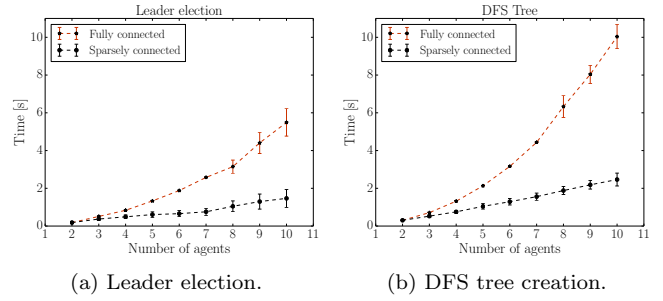 Leader election
Fully connected
Sparsely connected
10
8
6
4
2
0
Time [s]
1 2 3 4 5 6 7 8 9 10 11
Number of agents
(a) Leader election.
DFS Tree
Fully connected
Sparsely connected
10
8
6
4
2
0
Time [s]
1 2 3 4 5 6 7 8 9 10 11
Number of agents
(b) DFS tree creation.